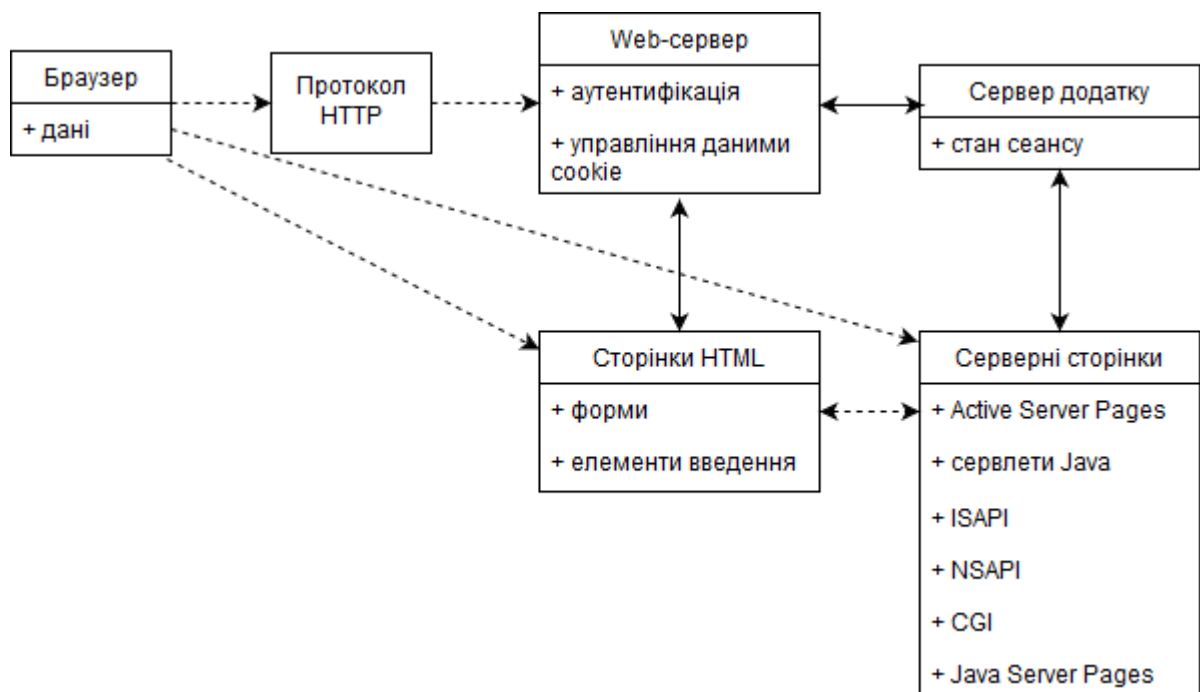 Браузер
+ дані
Протокол
HTTP
Web-сервер
+ аутентифікація
+ управління даними
cookie
Сервер додатку
+ стан сеансу
Сторінки HTML
+ форми
+ елементи введення
Серверні сторінки
+ Active Server Pages
+ сервлети Java
+ ISAPI
+ NSAPI
+ CGI
+ Java Server Pages